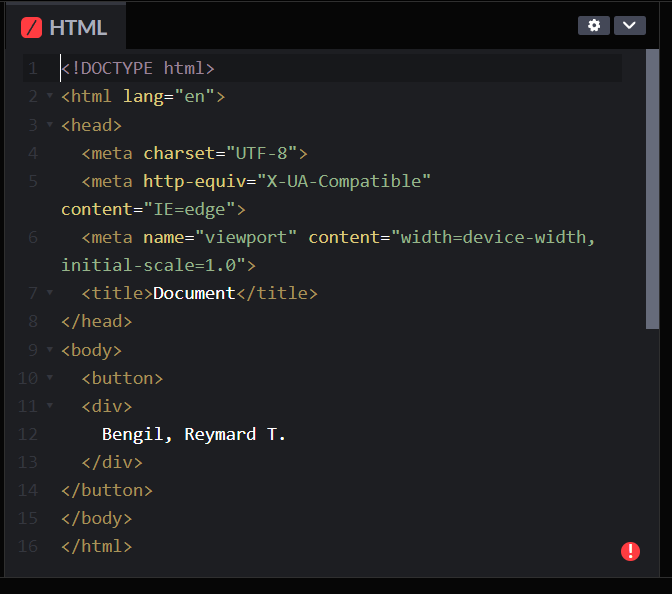 HTML
1 <!DOCTYPE html>
2 <html lang="en">
3 <head>
4   <meta charset="UTF-8">
5   <meta http-equiv="X-UA-Compatible"
content="IE=edge">
6   <meta name="viewport" content="width=device-width,
initial-scale=1.0">
7   <title>Document</title>
8 </head>
9 <body>
10   <button>
11   <div>
12     Bengil, Reymard T.
13   </div>
14 </button>
15 </body>
16 </html>